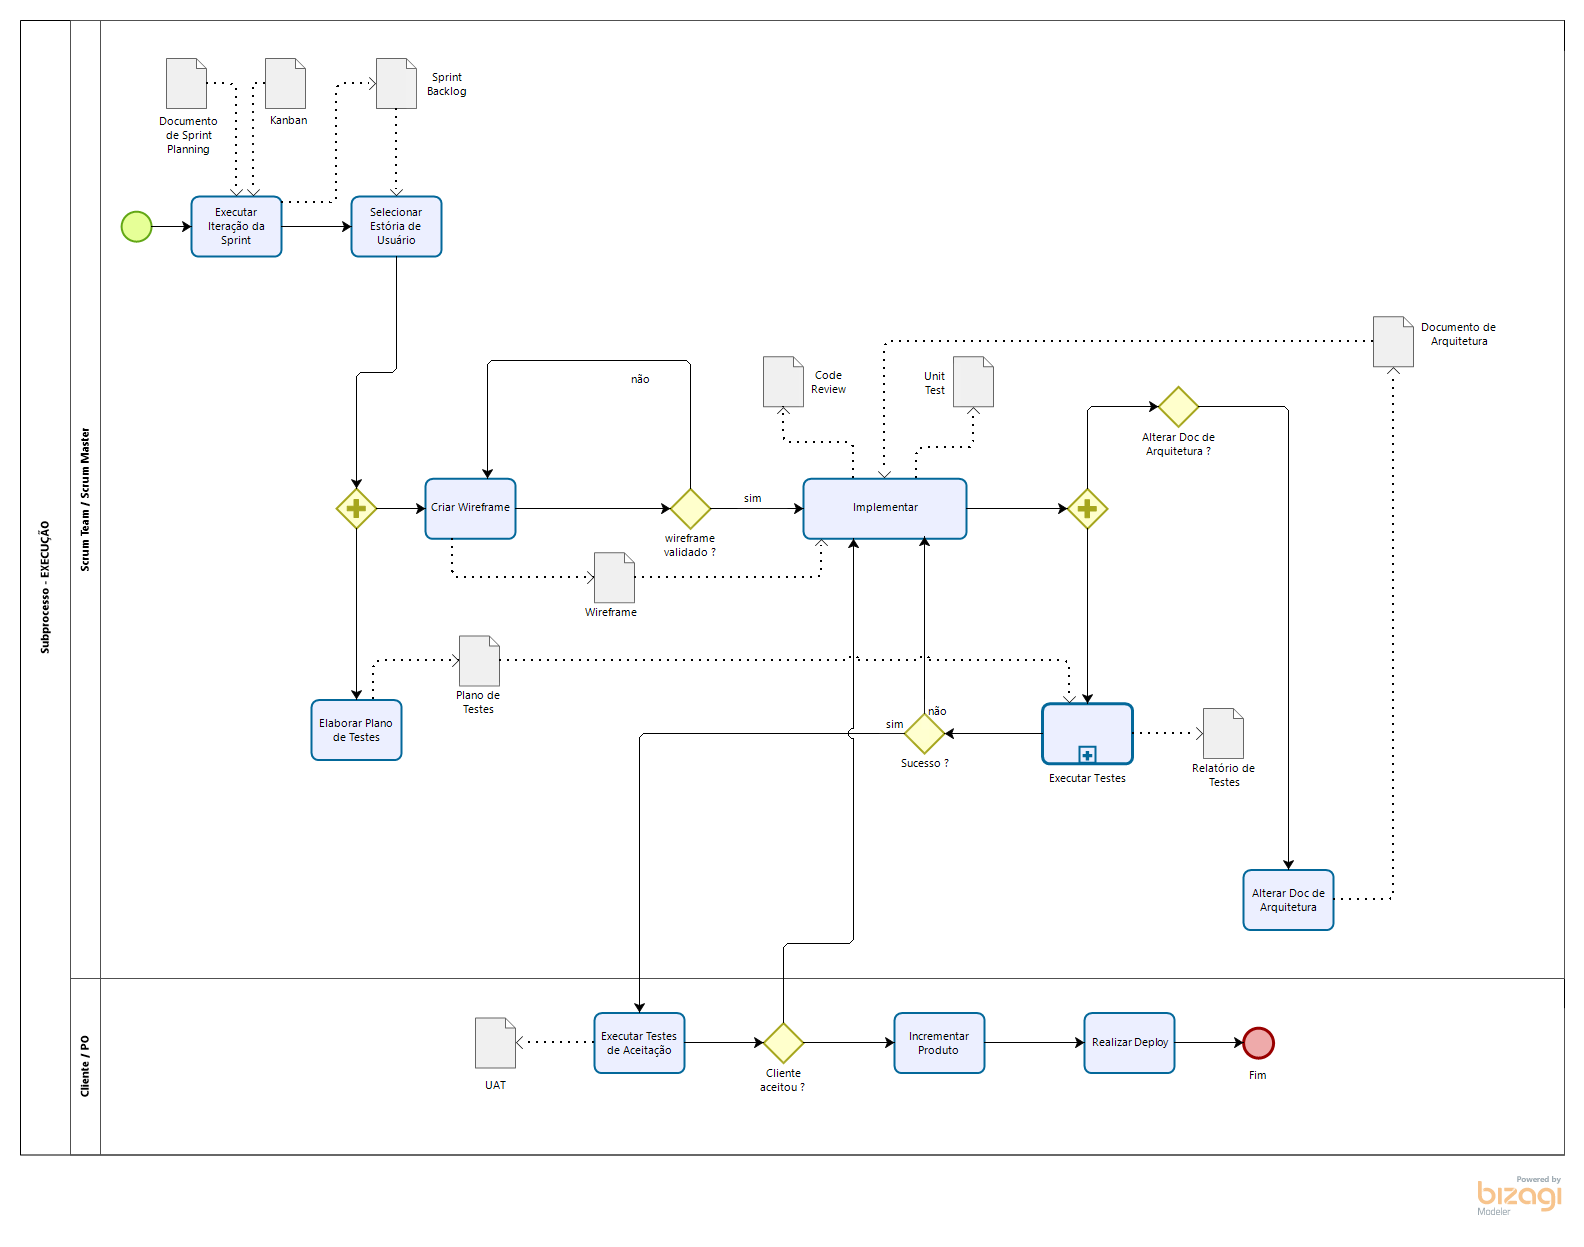 Subprocesso - EXECUÇÃO
Scrum Team / Scrum Master
Documento
de Sprint
Planning
Kanban
Sprint
Backlog
Executar
Iteração da
Sprint
Selecionar
Estória de
Usuário
não
Code
Review
Unit
Test
Documento de
Arquitetura
Alterar Doc de
Arquitetura ?
Criar Wireframe
sim
wireframe
validado ?
Implementar
Wireframe
Plano de
Testes
Elaborar Plano
de Testes
sim
não
Sucesso ?
Executar Testes
Relatório de
Testes
Alterar Doc de
Arquitetura
Cliente / PO
UAT
Executar Testes
de Aceitação
Cliente
aceitou ?
Incrementar
Produto
Realizar Deploy
Fim
Powered by
bizagi
Modeler